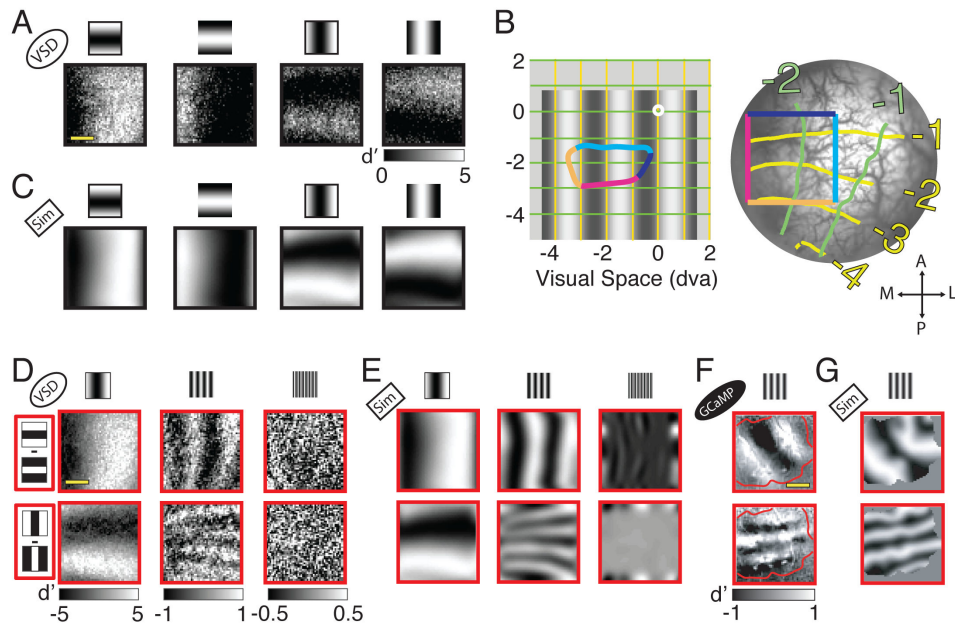 A
VSD
d'
0 5
B
2
0
-2
-4
-4 -2 0 2
Visual Space (dva)
-2
-1
-1
-2
-3
-4
A
M L
P
C
Sim
D
VSD
d'
-5 5
-1 1
-0.5 0.5
E
Sim
F
GCaMP
d'
-1 1
G
Sim